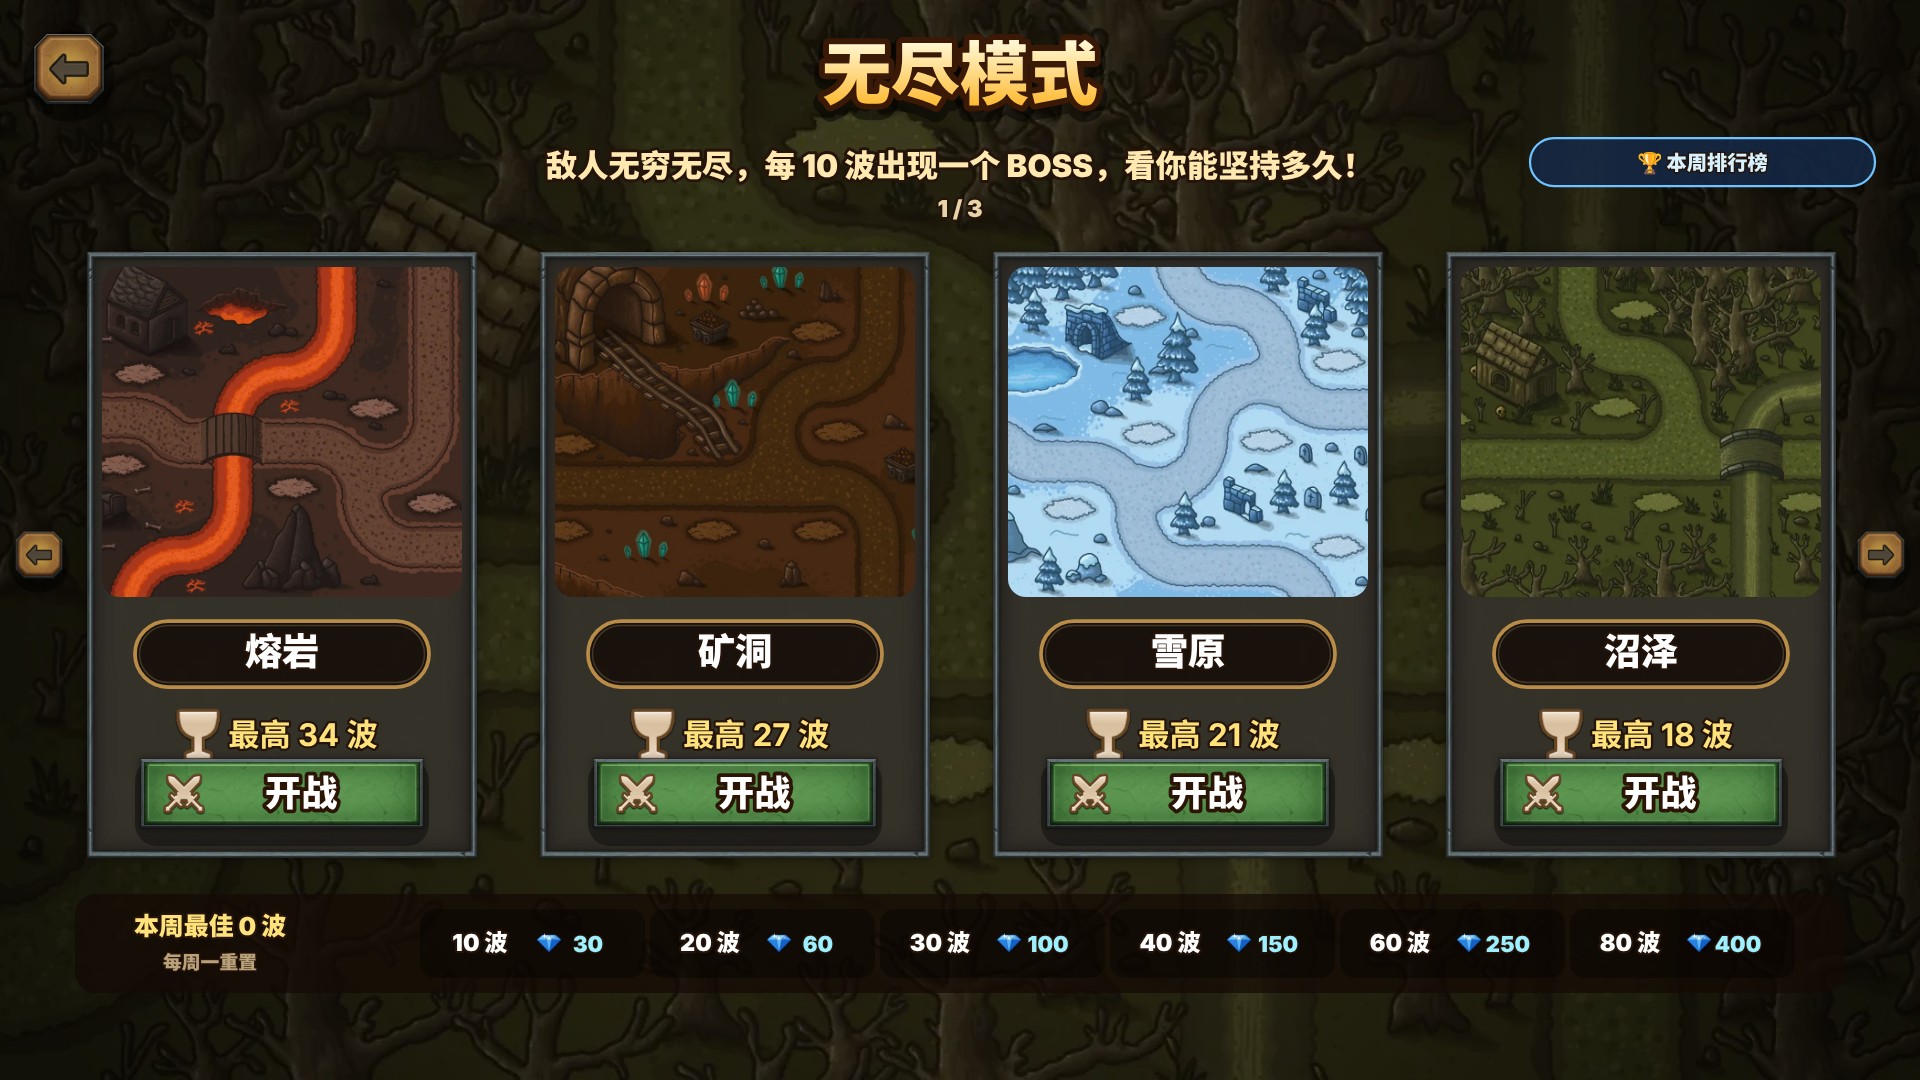 无尽模式
敌人无穷无尽，每 10 波出现一个 BOSS，看你能坚持多久！
1 / 3
🏆 本周排行榜
熔岩
最高 34 波
开战
矿洞
最高 27 波
开战
雪原
最高 21 波
开战
沼泽
最高 18 波
开战
本周最佳 0 波
每周一重置
10 波 30
20 波 60
30 波 100
40 波 150
60 波 250
80 波 400